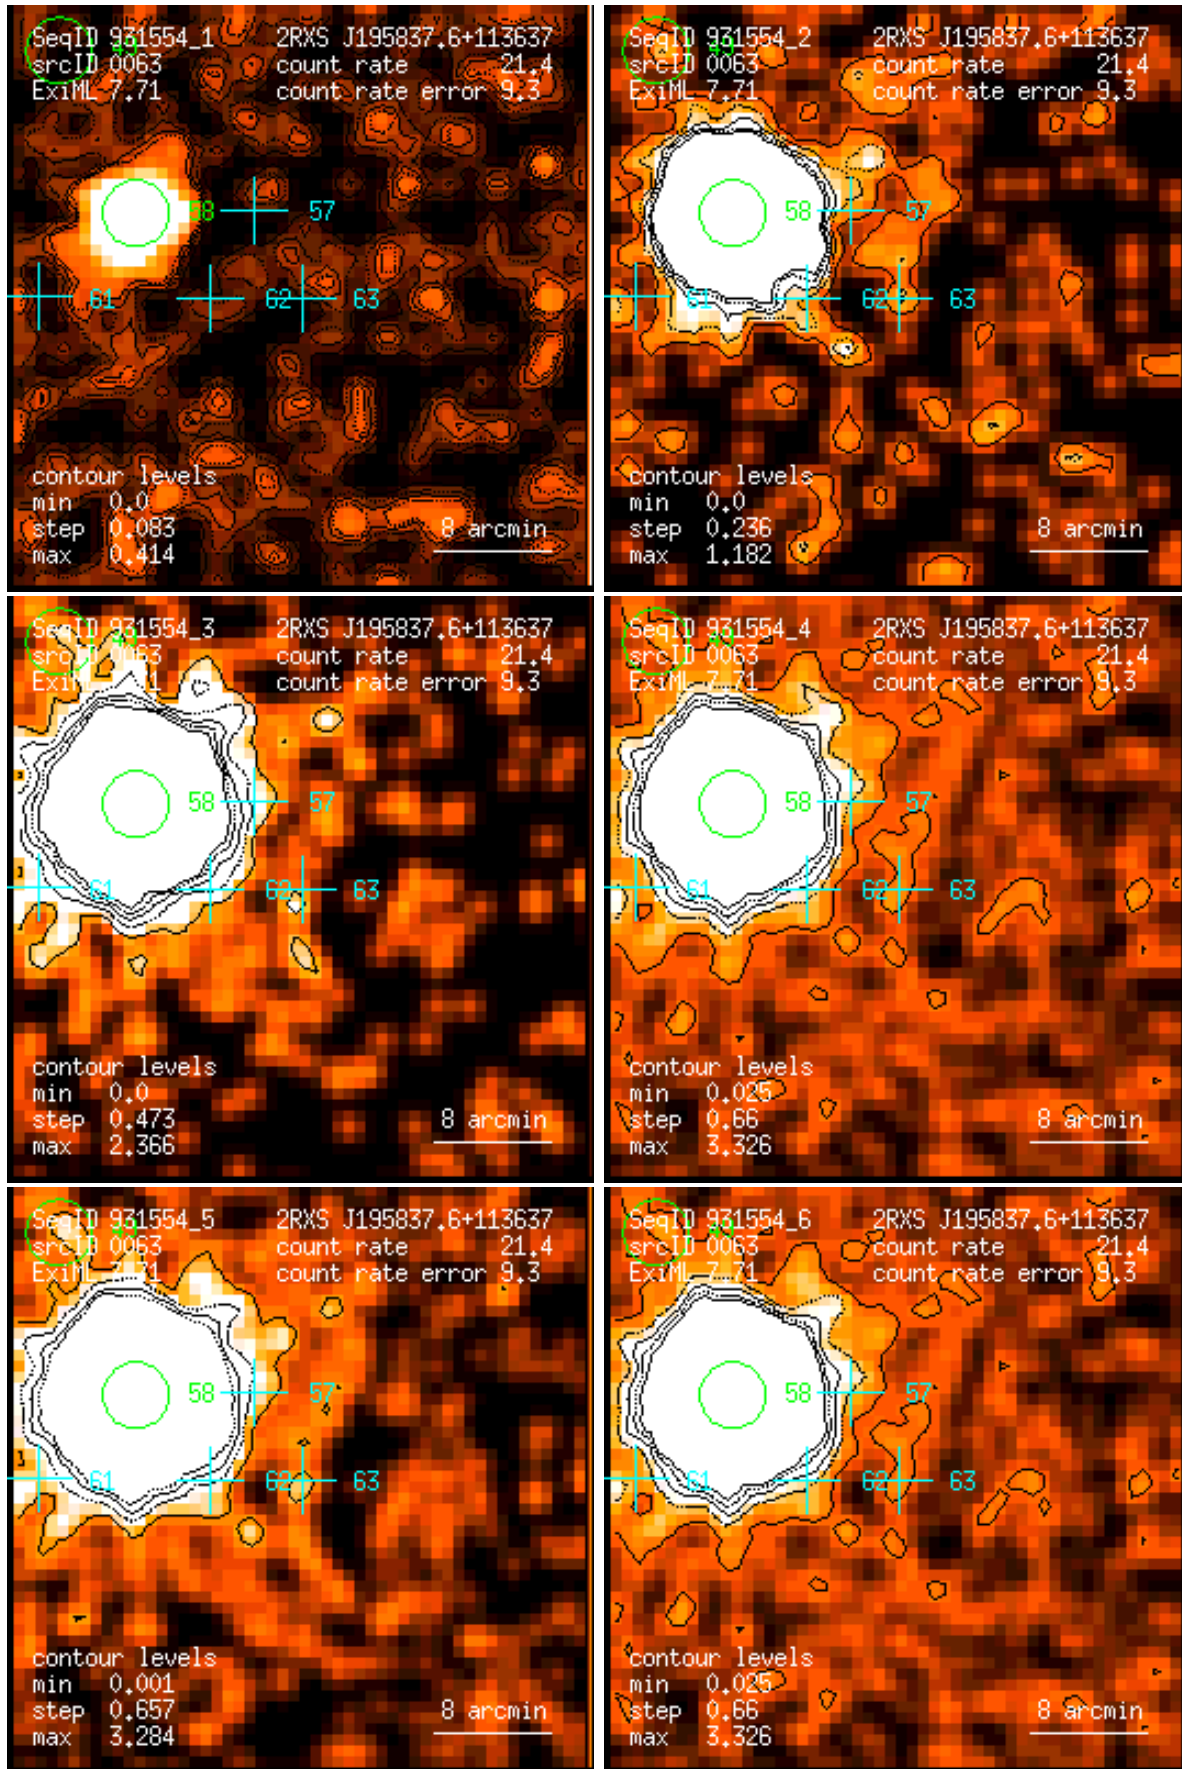 SeqID 931554_1 2RXS J195837.6+113637
srcID 0063 count rate 21.4
ExiML 7.71 count rate error 9.3
58 57
61 62 63
contour levels
min 0.0
step 0.083
max 0.414
8 arcmin
SeqID 931554_2 2RXS J195837.6+113637
srcID 0063 count rate 21.4
ExiML 7.71 count rate error 9.3
58 57
61 62 63
contour levels
min 0.0
step 0.236
max 1.182
8 arcmin
SeqID 931554_3 2RXS J195837.6+113637
srcID 0063 count rate 21.4
ExiML 7.71 count rate error 9.3
58 57
61 62 63
contour levels
min 0.0
step 0.473
max 2.366
8 arcmin
SeqID 931554_4 2RXS J195837.6+113637
srcID 0063 count rate 21.4
ExiML 7.71 count rate error 9.3
58 57
61 62 63
contour levels
min 0.025
step 0.66
max 3.326
8 arcmin
SeqID 931554_5 2RXS J195837.6+113637
srcID 0063 count rate 21.4
ExiML 7.71 count rate error 9.3
58 57
61 62 63
contour levels
min 0.001
step 0.657
max 3.284
8 arcmin
SeqID 931554_6 2RXS J195837.6+113637
srcID 0063 count rate 21.4
ExiML 7.71 count rate error 9.3
58 57
61 62 63
contour levels
min 0.025
step 0.66
max 3.326
8 arcmin